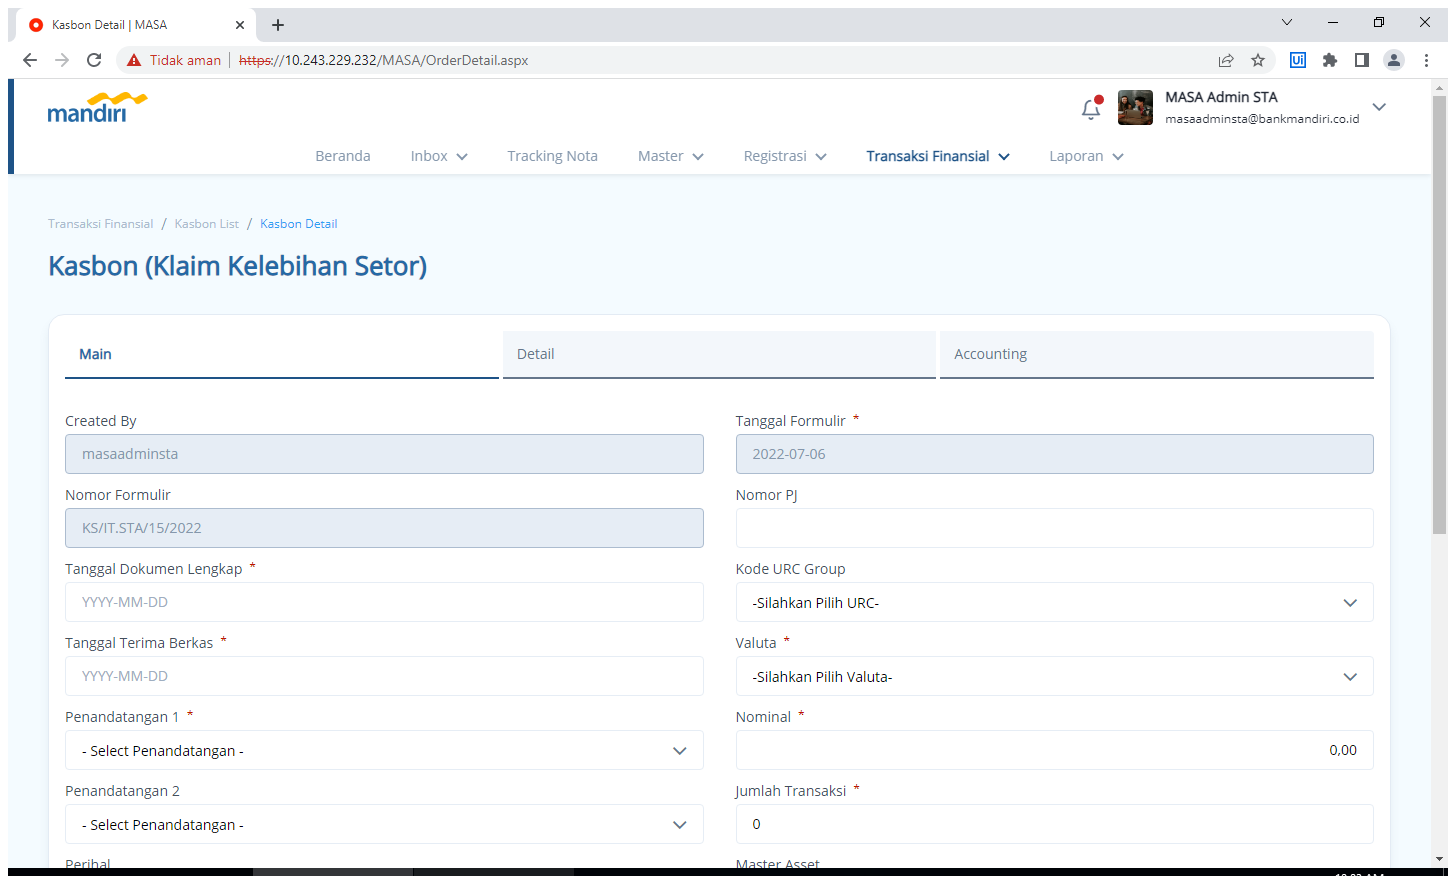 Kasbon Detail | MASA
Tidak aman
https://10.243.229.232/MASA/OrderDetail.aspx
Ui
mandiri
MASA Admin STA
masaadminsta@bankmandiri.co.id
Beranda
Inbox
Tracking Nota
Master
Registrasi
Transaksi Finansial
Laporan
Transaksi Finansial / Kasbon List / Kasbon Detail
Kasbon (Klaim Kelebihan Setor)
Main
Detail
Accounting
Created By
masaadminsta
Tanggal Formulir *
2022-07-06
Nomor Formulir
KS/IT.STA/15/2022
Nomor PJ
Tanggal Dokumen Lengkap *
YYYY-MM-DD
Kode URC Group
-Silahkan Pilih URC-
Tanggal Terima Berkas *
YYYY-MM-DD
Valuta *
-Silahkan Pilih Valuta-
Penandatangan 1 *
- Select Penandatangan -
Nominal *
0,00
Penandatangan 2
- Select Penandatangan -
Jumlah Transaksi *
0
Perihal
Master Asset